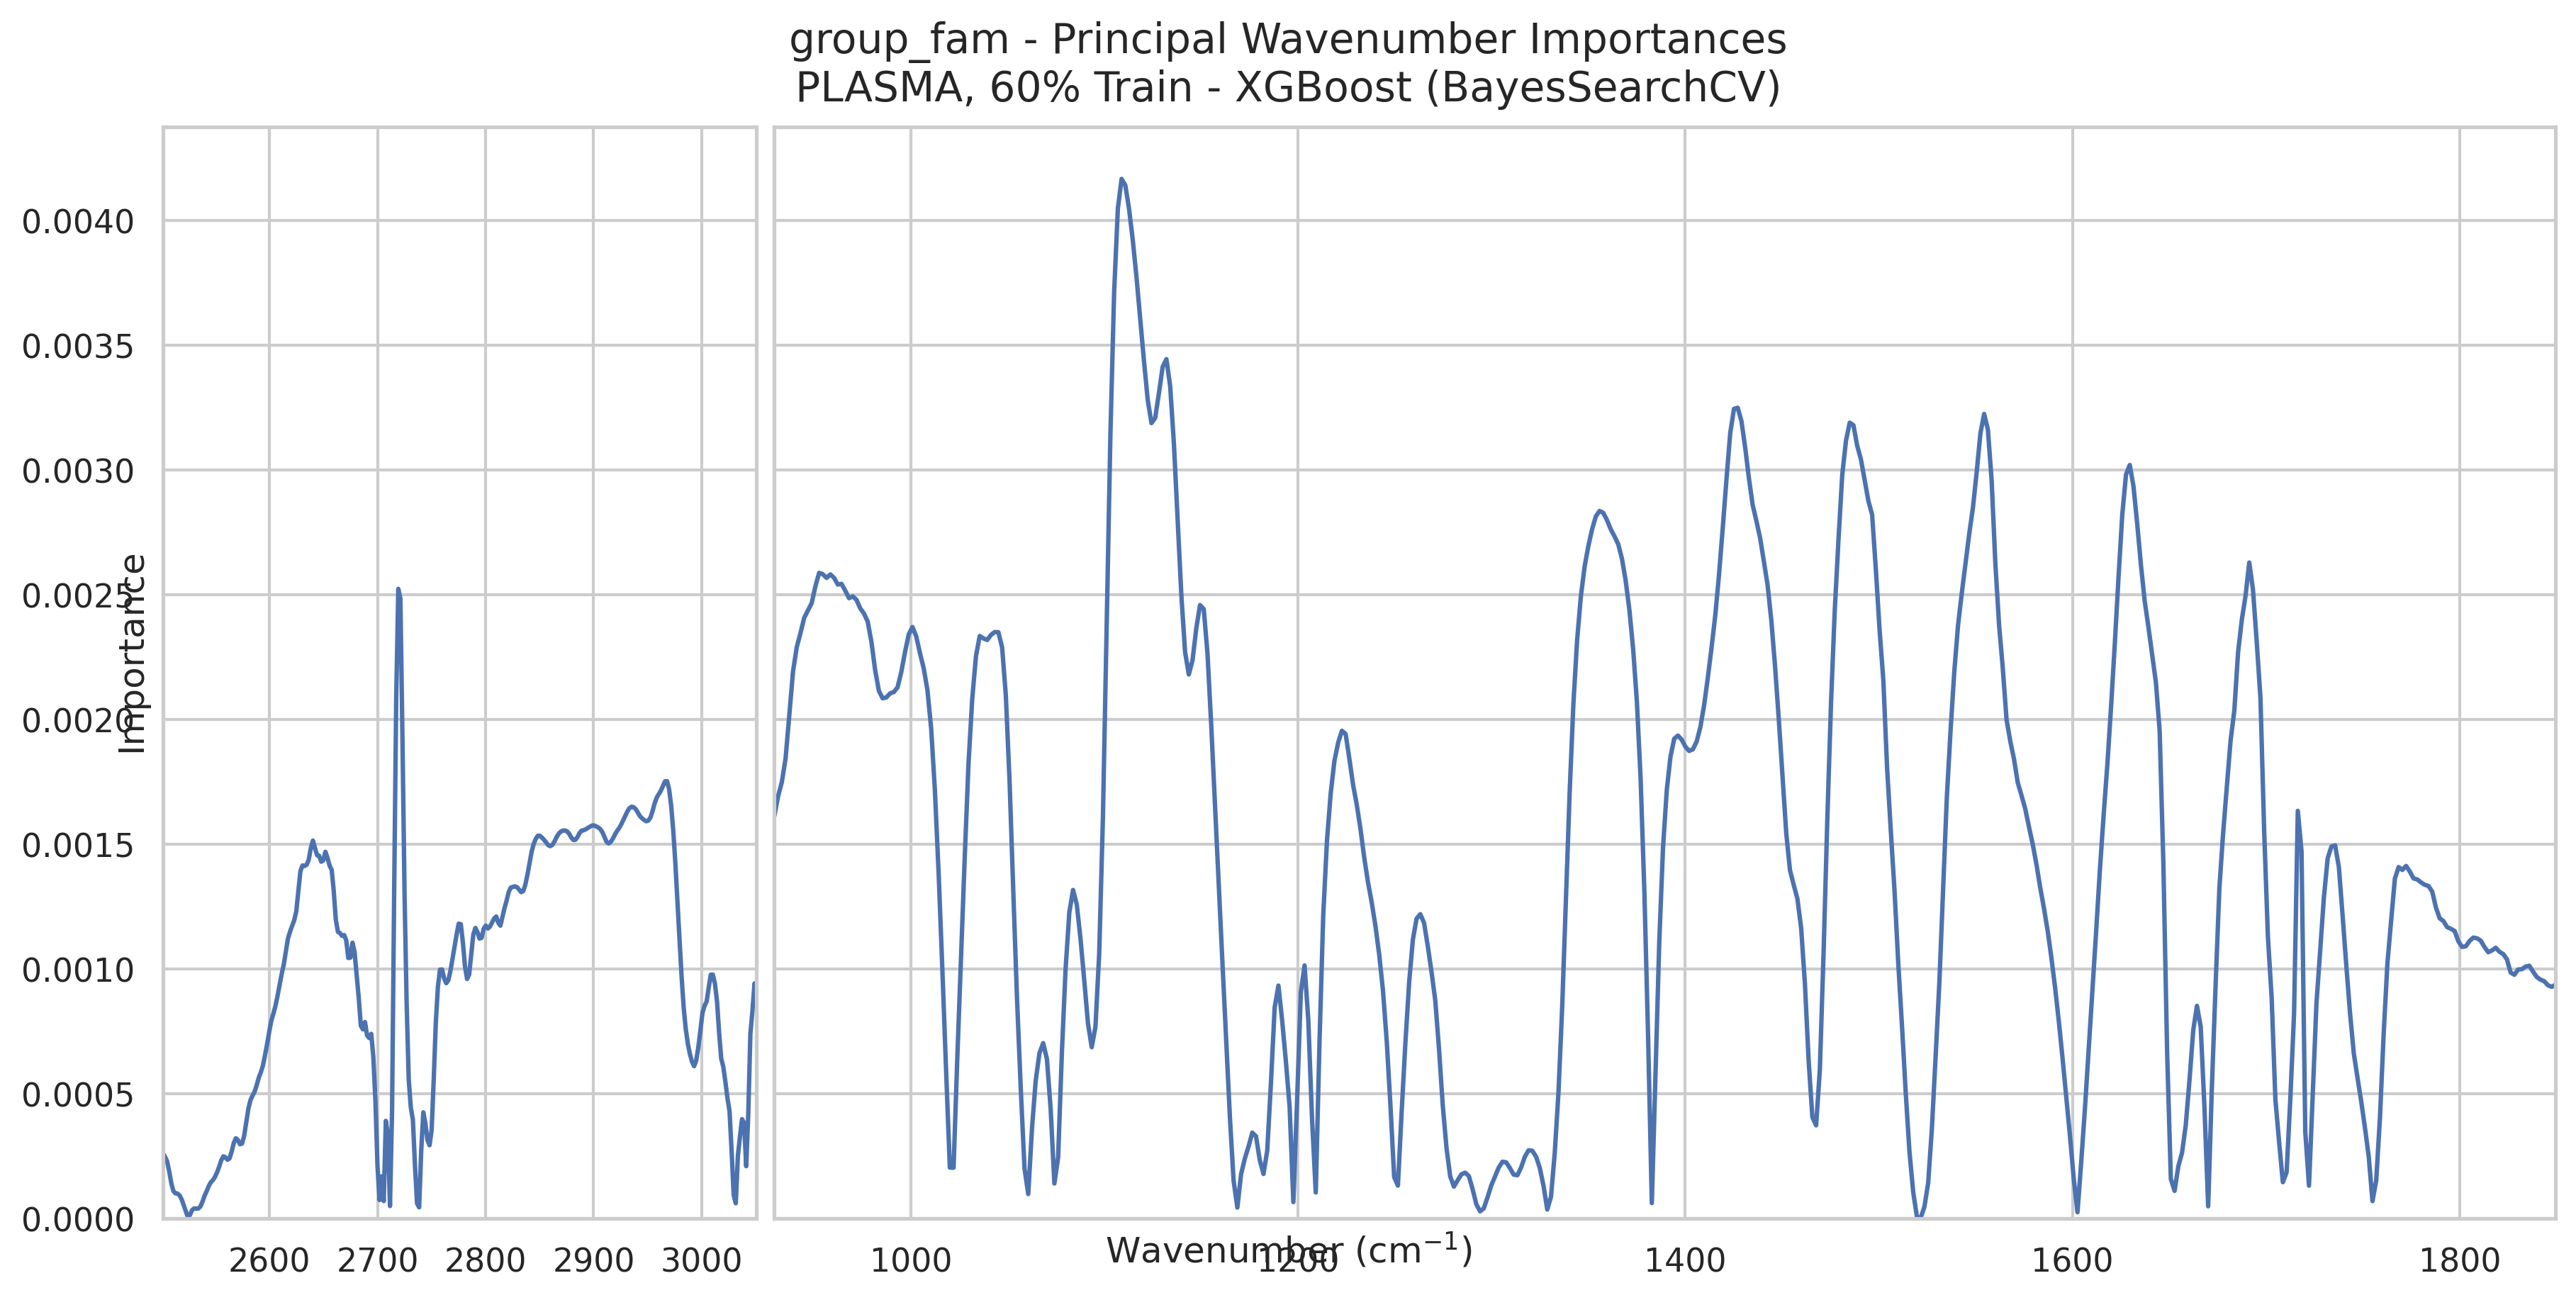 group_fam - Principal Wavenumber Importances
PLASMA, 60% Train - XGBoost (BayesSearchCV)
Importance
0.0040
0.0035
0.0030
0.0025
0.0020
0.0015
0.0010
0.0005
0.0000
2600 2700 2800 2900 3000 1000 1200 1400 1600 1800
Wavenumber (cm⁻¹)